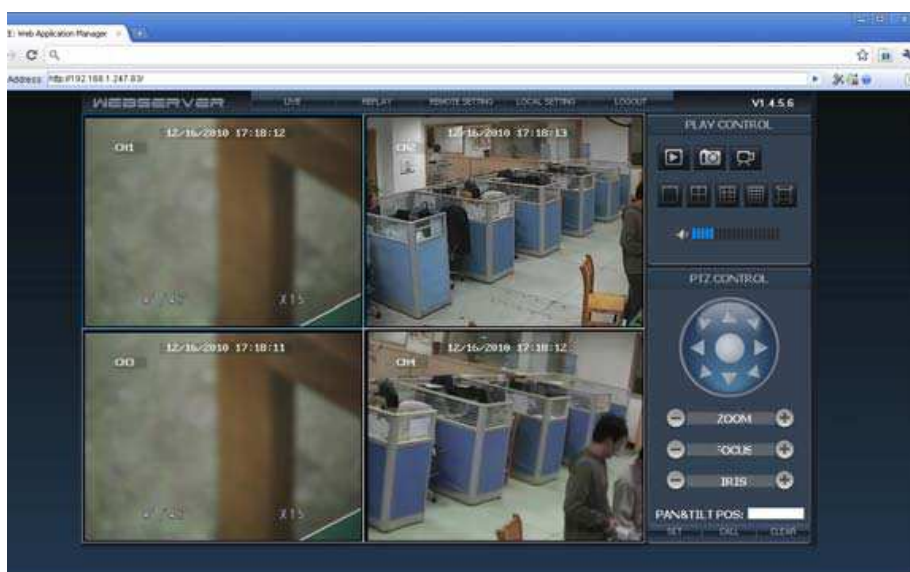 E: Web Application Manager
Address: http://192.168.1.247:83/
WEBSERVER LIVE REPLAY REMOTE SETTING LOCAL SETTING LOGOUT V1.4.5.6
12/16/2010 17:18:12
CH1
X15
12/16/2010 17:18:13
CH2
12/16/2010 17:18:11
CH3
X15
12/16/2010 17:18:12
CH4
PLAY CONTROL
PTZ CONTROL
ZOOM
FOCUS
IRIS
PAN&TILT POS:
SET CALL CLEAR